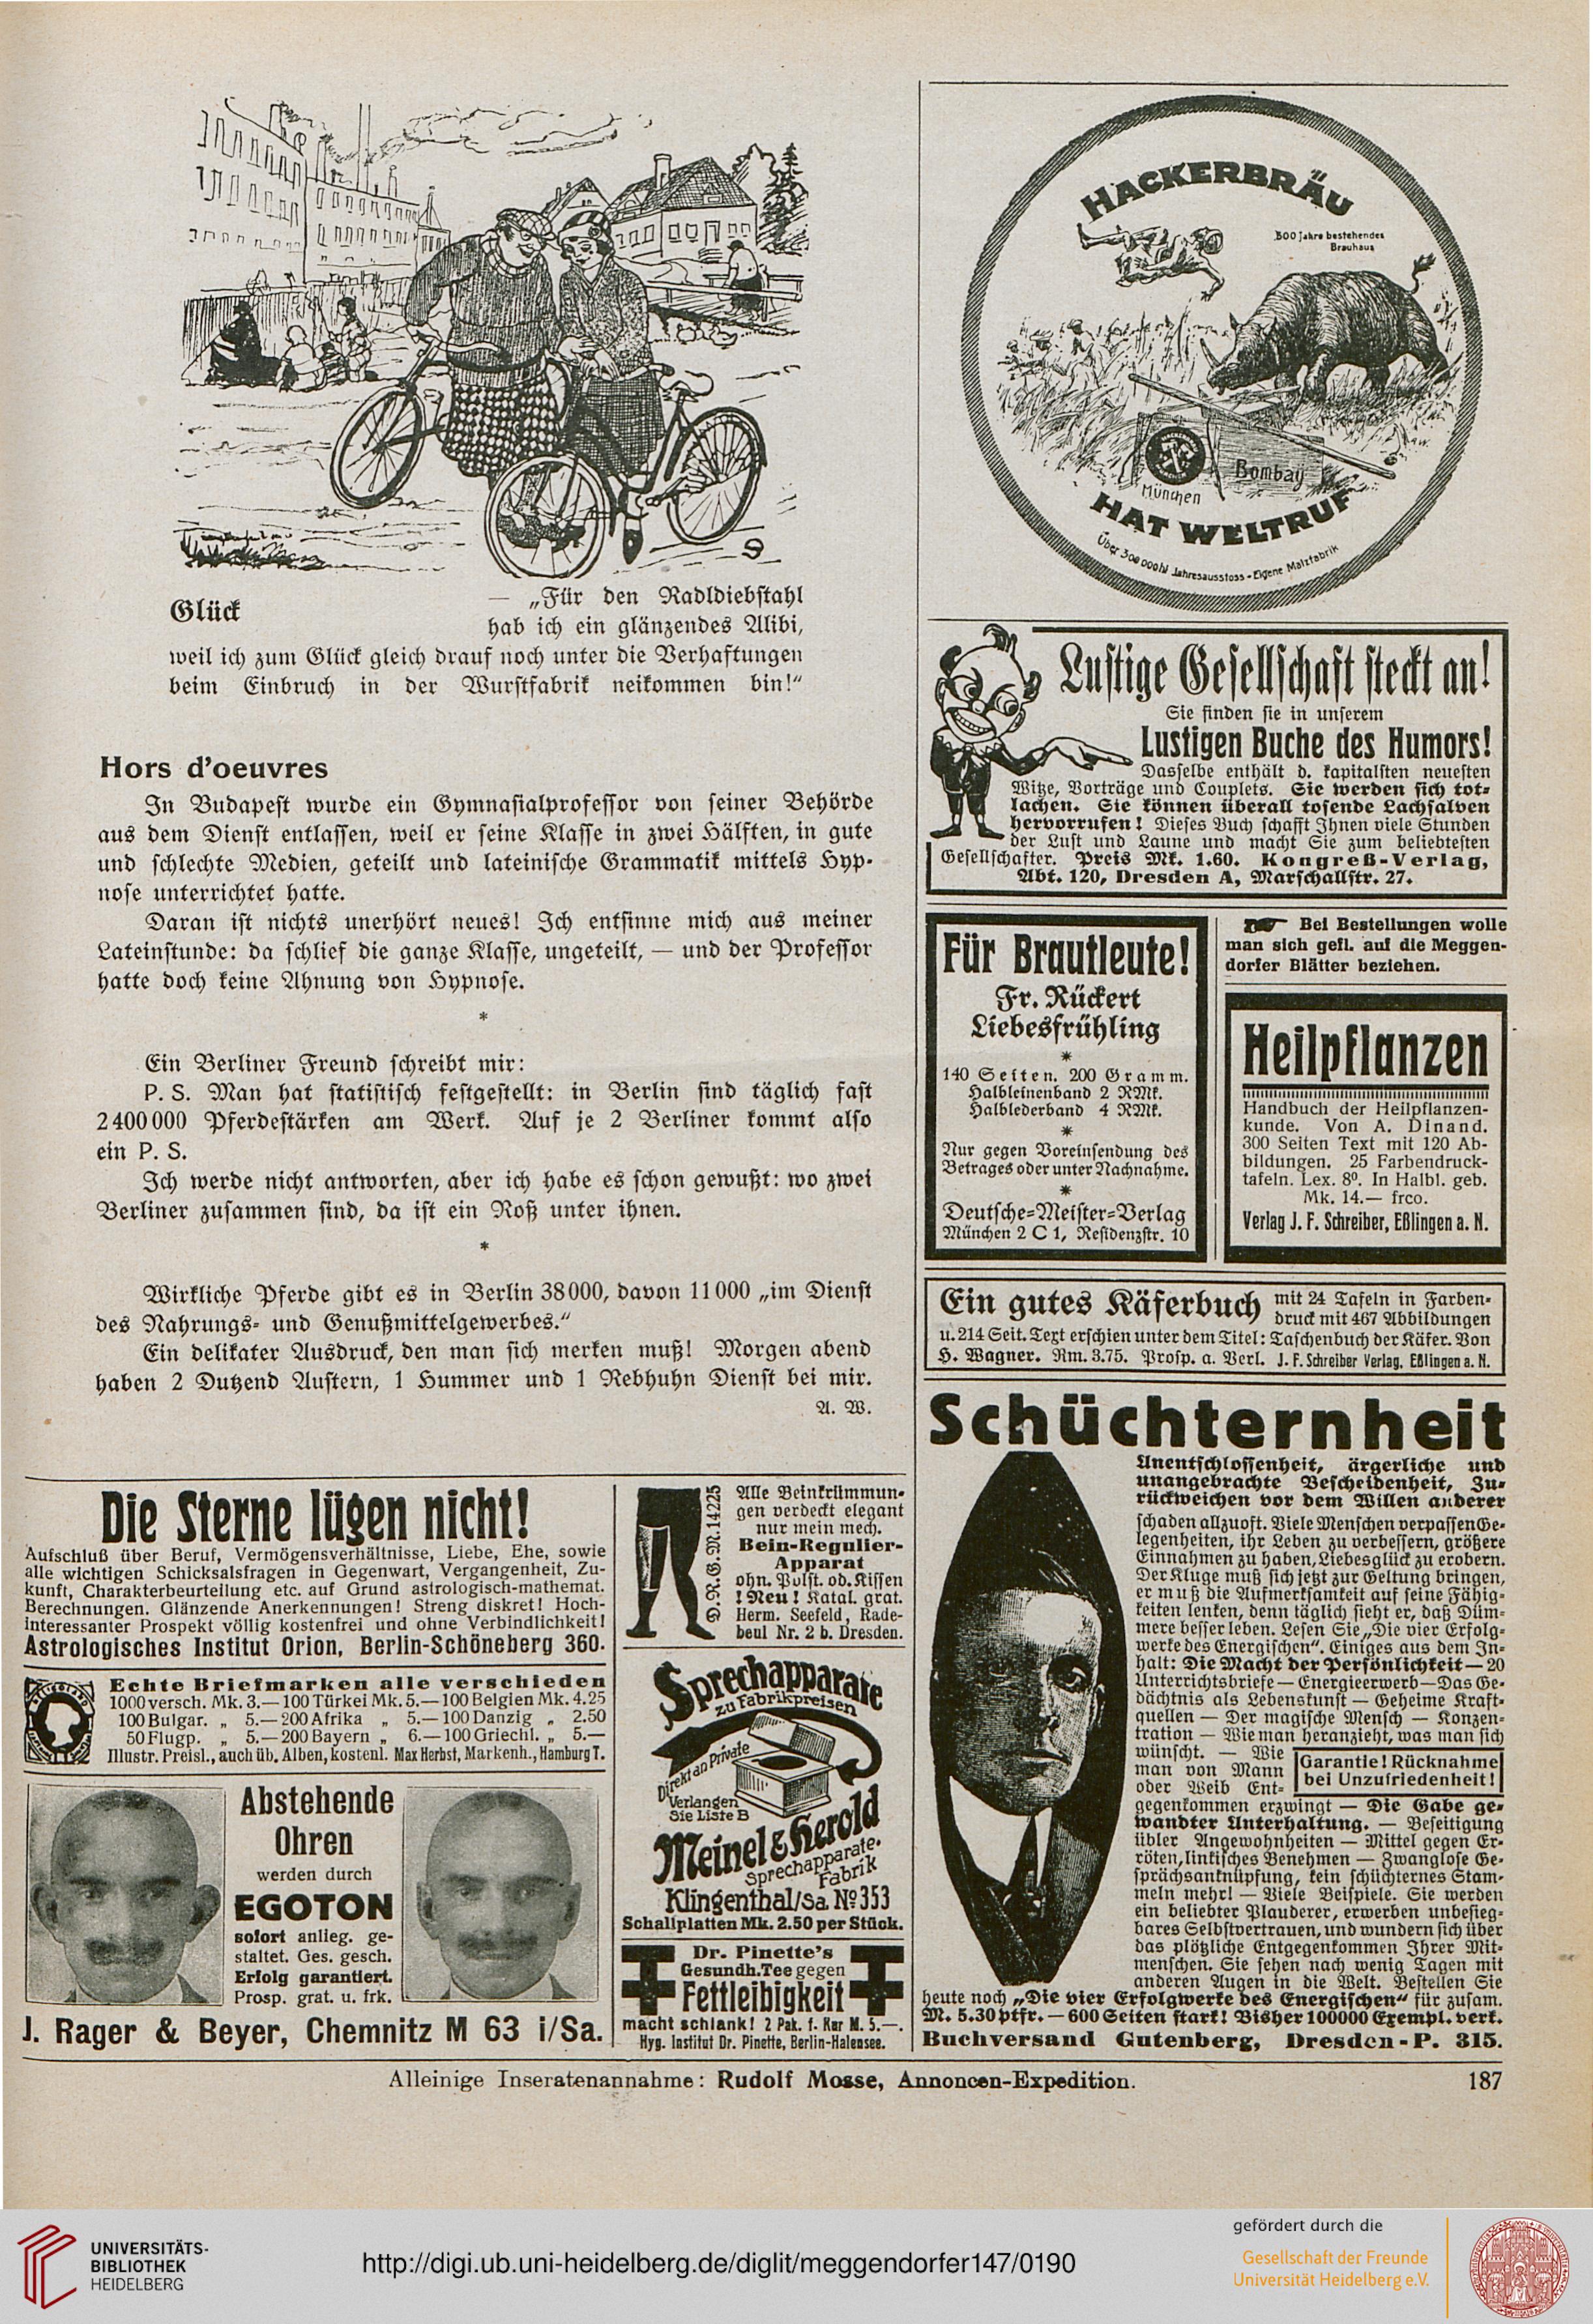 Glück
— „Für den Radldiebstahl
hab ich ein glänzendes Alibi,
weil ich zum Glück gleich drauf noch unter die Verhaftungen
beim Einbruch in der Wurstfabrik neikommen bin!“
Hors d’oeuvres
In Budapest wurde ein Gymnasialprofessor von seiner Behörde
aus dem Dienst entlassen, weil er seine Klasse in zwei Hälften, in gute
und schlechte Medien, geteilt und lateinische Grammatik mittels Hyp-
nose unterrichtet hatte.
Daran ist nichts unerhört neues! Ich entsinne mich aus meiner
Lateinstunde: da schlief die ganze Klasse, ungeteilt, — und der Professor
hatte doch keine Ahnung von Hypnose.
*
Ein Berliner Freund schreibt mir:
P. S. Man hat statistisch festgestellt: in Berlin sind täglich fast
2 400 000 Pferdestärken am Werk. Auf je 2 Berliner kommt also
ein P. S.
Ich werde nicht antworten, aber ich habe es schon gewußt: wo zwei
Berliner zusammen sind, da ist ein Roß unter ihnen.
*
Wirkliche Pferde gibt es in Berlin 38 000, davon 11 000 „im Dienst
des Nahrungs- und Genußmittelgewerbes.“
Ein delikater Ausdruck, den man sich merken muß! Morgen abend
haben 2 Dutzend Austern, 1 Hummer und 1 Rebhuhn Dienst bei mir.
A. W.
Die Sterne lügen nicht!
Aufschluß über Beruf, Vermögensverhältnisse, Liebe, Ehe, sowie
alle wichtigen Schicksalsfragen in Gegenwart, Vergangenheit, Zu-
kunft, Charakterbeurteilung etc. auf Grund astrologisch-mathemat.
Berechnungen. Glänzende Anerkennungen! Streng diskret! Hoch-
interessanter Prospekt völlig kostenfrei und ohne Verbindlichkeit!
Astrologisches Institut Orion, Berlin-Schöneberg 360.
Echte Briefmarken alle verschieden
1000 versch. Mk. 3.— 100 Türkei Mk. 5.— 100 Belgien Mk. 4.25
100 Bulgar. „ 5.— 200 Afrika „ 5.— 100 Danzig „ 2.50
50 Flugp. „ 5.— 200 Bayern „ 6.— 100 Griechl. „ 5.—
Illustr. Preisl., auch üb. Alben, kostenl. Max Herbst, Markenh., Hamburg T.
Abstehende
Ohren
werden durch
EGOTON
sofort anlieg. ge-
staltet. Ges. gesch.
Erfolg garantiert.
Prosp. grat. u. frk.
J. Rager & Beyer, Chemnitz M 63 i/Sa.
D.R.G.M. 14225
Alle Beinkrümmun-
gen verdeckt elegant
nur mein mech.
Bein-Regulier-
Apparat
ohn. Polst. od. Kissen
! Neu ! Katal. grat.
Herm. Seefeld, Rade-
beul Nr. 2 b. Dresden.
Sprechapparate
zu Fabrikpreisen
Direkt an Private
Verlangen
Sie Liste B
Meinel & Herold
Sprechapparate-
Fabrik
Klingenthal/Sa. Nº 353
Schallplatten Mk. 2.50 per Stück.
Dr. Pinette’s
Gesundh. Tee gegen
Fettleibigkeit
macht schlank! 2 Pak. f. Kur M. 5.—.
Hyg. Institut Dr. Pinette, Berlin-Halensee.
HACKERBRÄU
500 Jahre bestehendes
Brauhaus
München
Bombay
HAT WELTRUF
Über 300 000 hl Jahresausstoss - Eigene Malzfabrik
Lustige Gesellschaft steckt an!
Sie finden sie in unserem
Lustigen Buche des Humors!
Dasselbe enthält d. kapitalsten neuesten
Witze, Vorträge und Couplets. Sie werden sich tot-
lachen. Sie können überall tosende Lachsalven
hervorrufen! Dieses Buch schafft Ihnen viele Stunden
der Lust und Laune und macht Sie zum beliebtesten
Gesellschafter. Preis Mk. 1.60. Kongreß-Verlag,
Abt. 120, Dresden A, Marschallstr. 27.
Für Brautleute!
Fr. Rückert
Liebesfrühling
*
140 Seiten. 200 Gramm.
Halbleinenband 2 RMk.
Halblederband 4 RMk.
*
Nur gegen Voreinsendung des
Betrages oder unter Nachnahme.
*
Deutsche-Meister-Verlag
München 2 C 1, Residenzstr. 10
Bei Bestellungen wolle
man sich gefl. auf die Meggen-
dorfer Blätter beziehen.
Heilpflanzen
Handbuch der Heilpflanzen-
kunde. Von A. Dinand.
300 Seiten Text mit 120 Ab-
bildungen. 25 Farbendruck-
tafeln. Lex. 8⁰. In Halbl. geb.
Mk. 14.— frco.
Verlag J. F. Schreiber, Eßlingen a. N.
Ein gutes Käferbuch mit 24 Tafeln in Farben-
druck mit 467 Abbildungen
u. 214 Seit. Text erschien unter dem Titel: Taschenbuch der Käfer. Von
H. Wagner. Rm. 3.75. Prosp. a. Verl. J. F. Schreiber Verlag, Eßlingen a. N.
Schüchternheit
Unentschlossenheit, ärgerliche und
unangebrachte Bescheidenheit, Zu-
rückweichen vor dem Willen anderer
schaden allzuoft. Viele Menschen verpassen Ge-
legenheiten, ihr Leben zu verbessern, größere
Einnahmen zu haben, Liebesglück zu erobern.
Der Kluge muß sich jetzt zur Geltung bringen,
er muß die Aufmerksamkeit auf seine Fähig-
keiten lenken, denn täglich sieht er, daß Düm-
mere besser leben. Lesen Sie „Die vier Erfolg-
werke des Energischen“. Einiges aus dem In-
halt: Die Macht der Persönlichkeit — 20
Unterrichtsbriefe — Energieerwerb — Das Ge-
dächtnis als Lebenskunst — Geheime Kraft-
quellen — Der magische Mensch — Konzen-
tration — Wie man heranzieht, was man sich
wünscht. — Wie
man von Mann
oder Weib Ent-
Garantie! Rücknahme
bei Unzufriedenheit!
gegenkommen erzwingt — Die Gabe ge-
wandter Unterhaltung. — Beseitigung
übler Angewohnheiten — Mittel gegen Er-
röten, linkisches Benehmen — Zwanglose Ge-
sprächsanknüpfung, kein schüchternes Stam-
meln mehr! — Viele Beispiele. Sie werden
ein beliebter Plauderer, erwerben unbesieg-
bares Selbstvertrauen, und wundern sich über
das plötzliche Entgegenkommen Ihrer Mit-
menschen. Sie sehen nach wenig Tagen mit
anderen Augen in die Welt. Bestellen Sie
heute noch „Die vier Erfolgwerke des Energischen“ für zusam.
M. 5.30 ptfr. — 600 Seiten stark! Bisher 100000 Exempl. verk.
Buchversand Gutenberg, Dresden-P. 315.
Alleinige Inseratenannahme: Rudolf Mosse, Annoncen-Expedition.
187
UNIVERSITÄTS-
BIBLIOTHEK
HEIDELBERG
http://digi.ub.uni-heidelberg.de/diglit/meggendorfer147/0190
gefördert durch die
Gesellschaft der Freunde
Universität Heidelberg e.V.